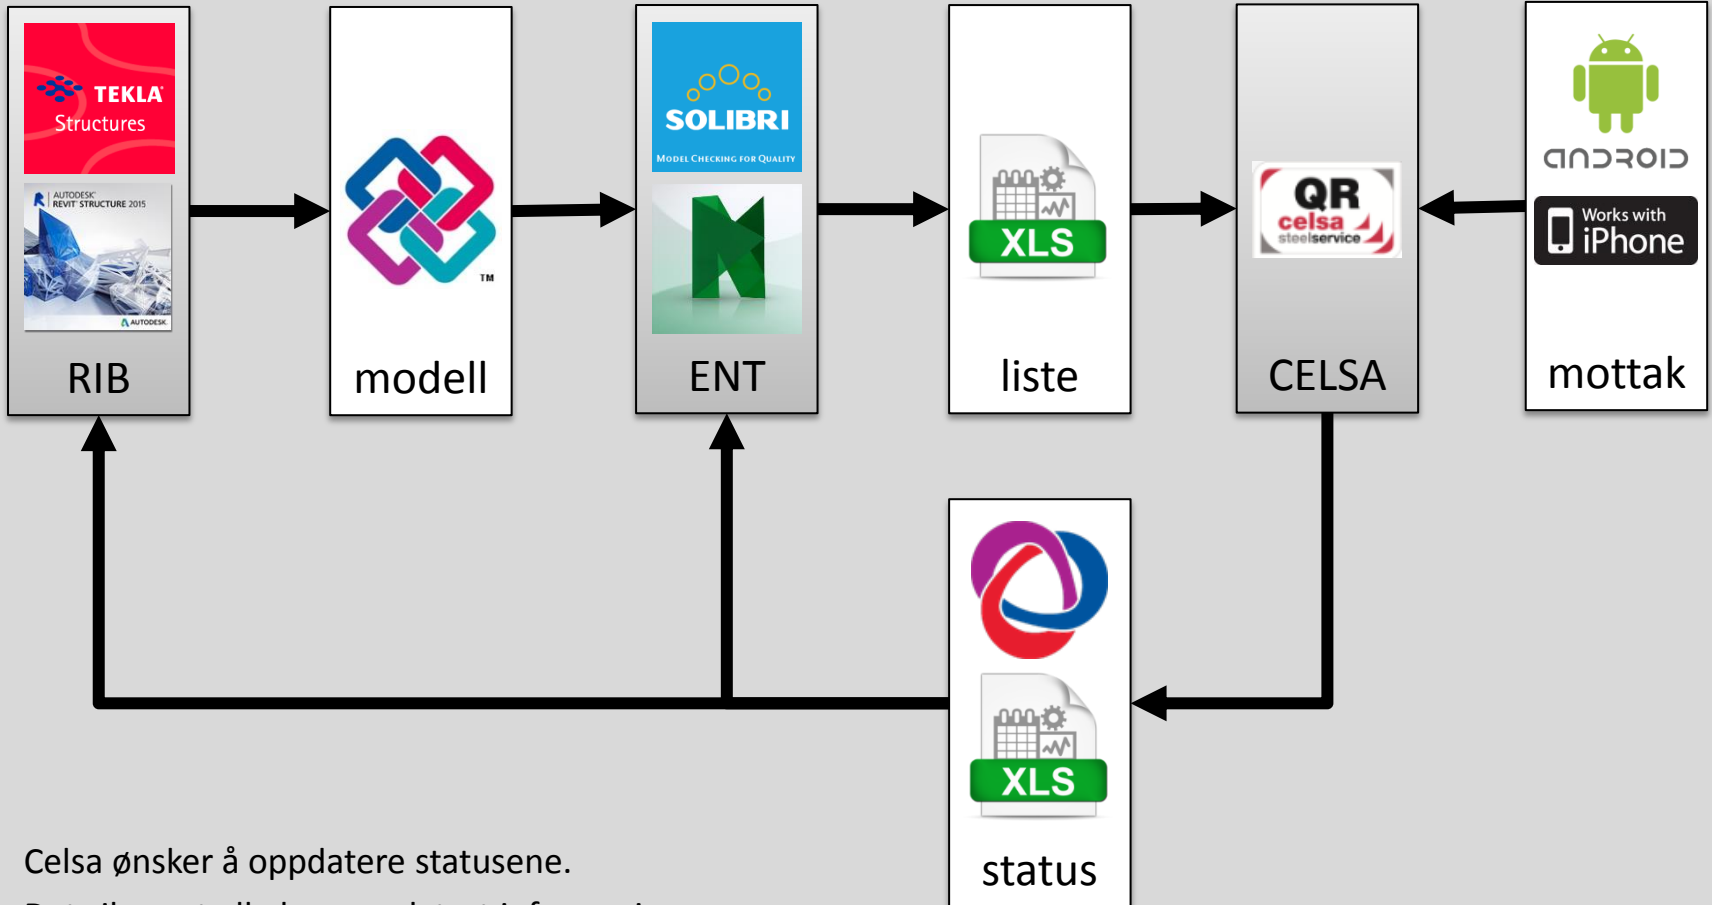 TEKLA
Structures
AUTODESK®
REVIT® STRUCTURE 2015
AUTODESK.
RIB
TM
modell
SOLIBRI
MODEL CHECKING FOR QUALITY
ENT
XLS
liste
QR
celsa
steelservice
CELSA
ANDROID
Works with
iPhone
mottak
XLS
status
Celsa ønsker å oppdatere statusene.